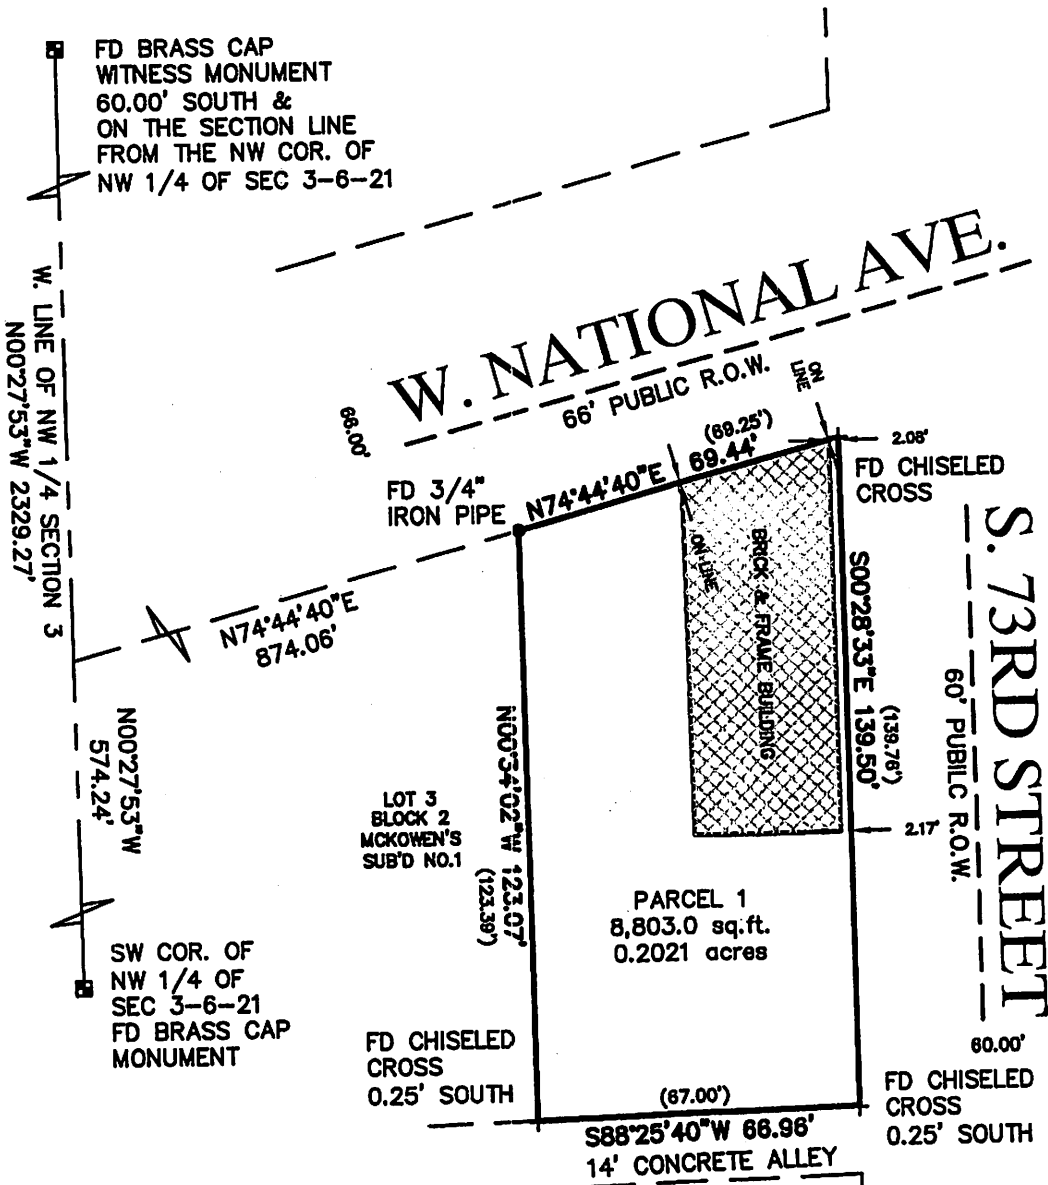 FD BRASS CAP
WITNESS MONUMENT
60.00' SOUTH &
ON THE SECTION LINE
FROM THE NW COR. OF
NW 1/4 OF SEC 3-6-21
W. LINE OF NW 1/4 SECTION 3
N00°27'53"W 2329.27'
W. NATIONAL AVE.
66' PUBLIC R.O.W.
66.00'
ON
LINE
(69.25')
69.44'
N74°44'40"E
2.08'
FD CHISELED
CROSS
FD 3/4"
IRON PIPE
ON-LINE
BRICK & FRAME BUILDING
S00°28'33"E 139.50'
(139.76')
S. 73RD STREET
60' PUBILC R.O.W.
N74°44'40"E
874.06'
N00°27'53"W
574.24'
N00°34'02"W 123.07'
(123.39')
LOT 3
BLOCK 2
MCKOWEN'S
SUB'D NO.1
2.17'
PARCEL 1
8,803.0 sq.ft.
0.2021 acres
SW COR. OF
NW 1/4 OF
SEC 3-6-21
FD BRASS CAP
MONUMENT
FD CHISELED
CROSS
0.25' SOUTH
60.00'
FD CHISELED
CROSS
0.25' SOUTH
(67.00')
S88°25'40"W 66.96'
14' CONCRETE ALLEY